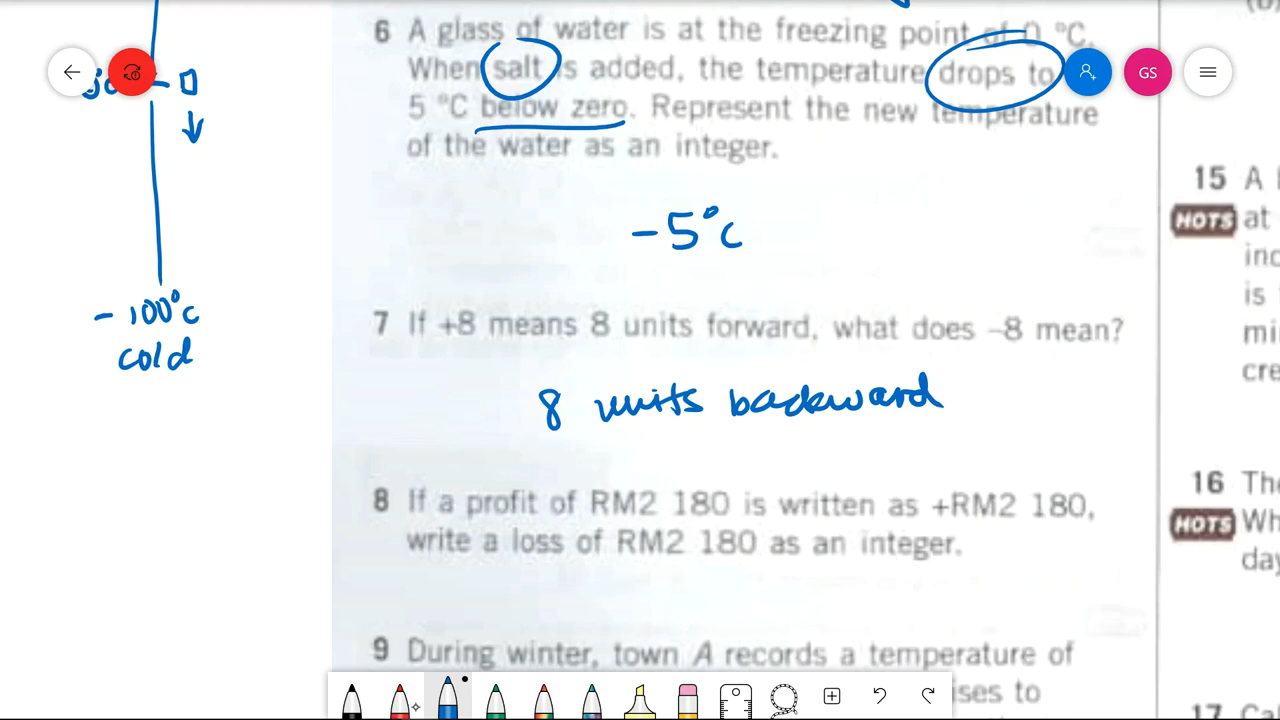 6 A glass of water is at the freezing point of 0 °C.
When salt is added, the temperature drops to
5 °C below zero. Represent the new temperature
of the water as an integer.
-5°c
7 If +8 means 8 units forward, what does –8 mean?
8 units backward
8 If a profit of RM2 180 is written as +RM2 180,
write a loss of RM2 180 as an integer.
9 During winter, town A records a temperature of
to
0
- 100°c
cold
GS
15 A
HOTS at
is
16
HOTS
17